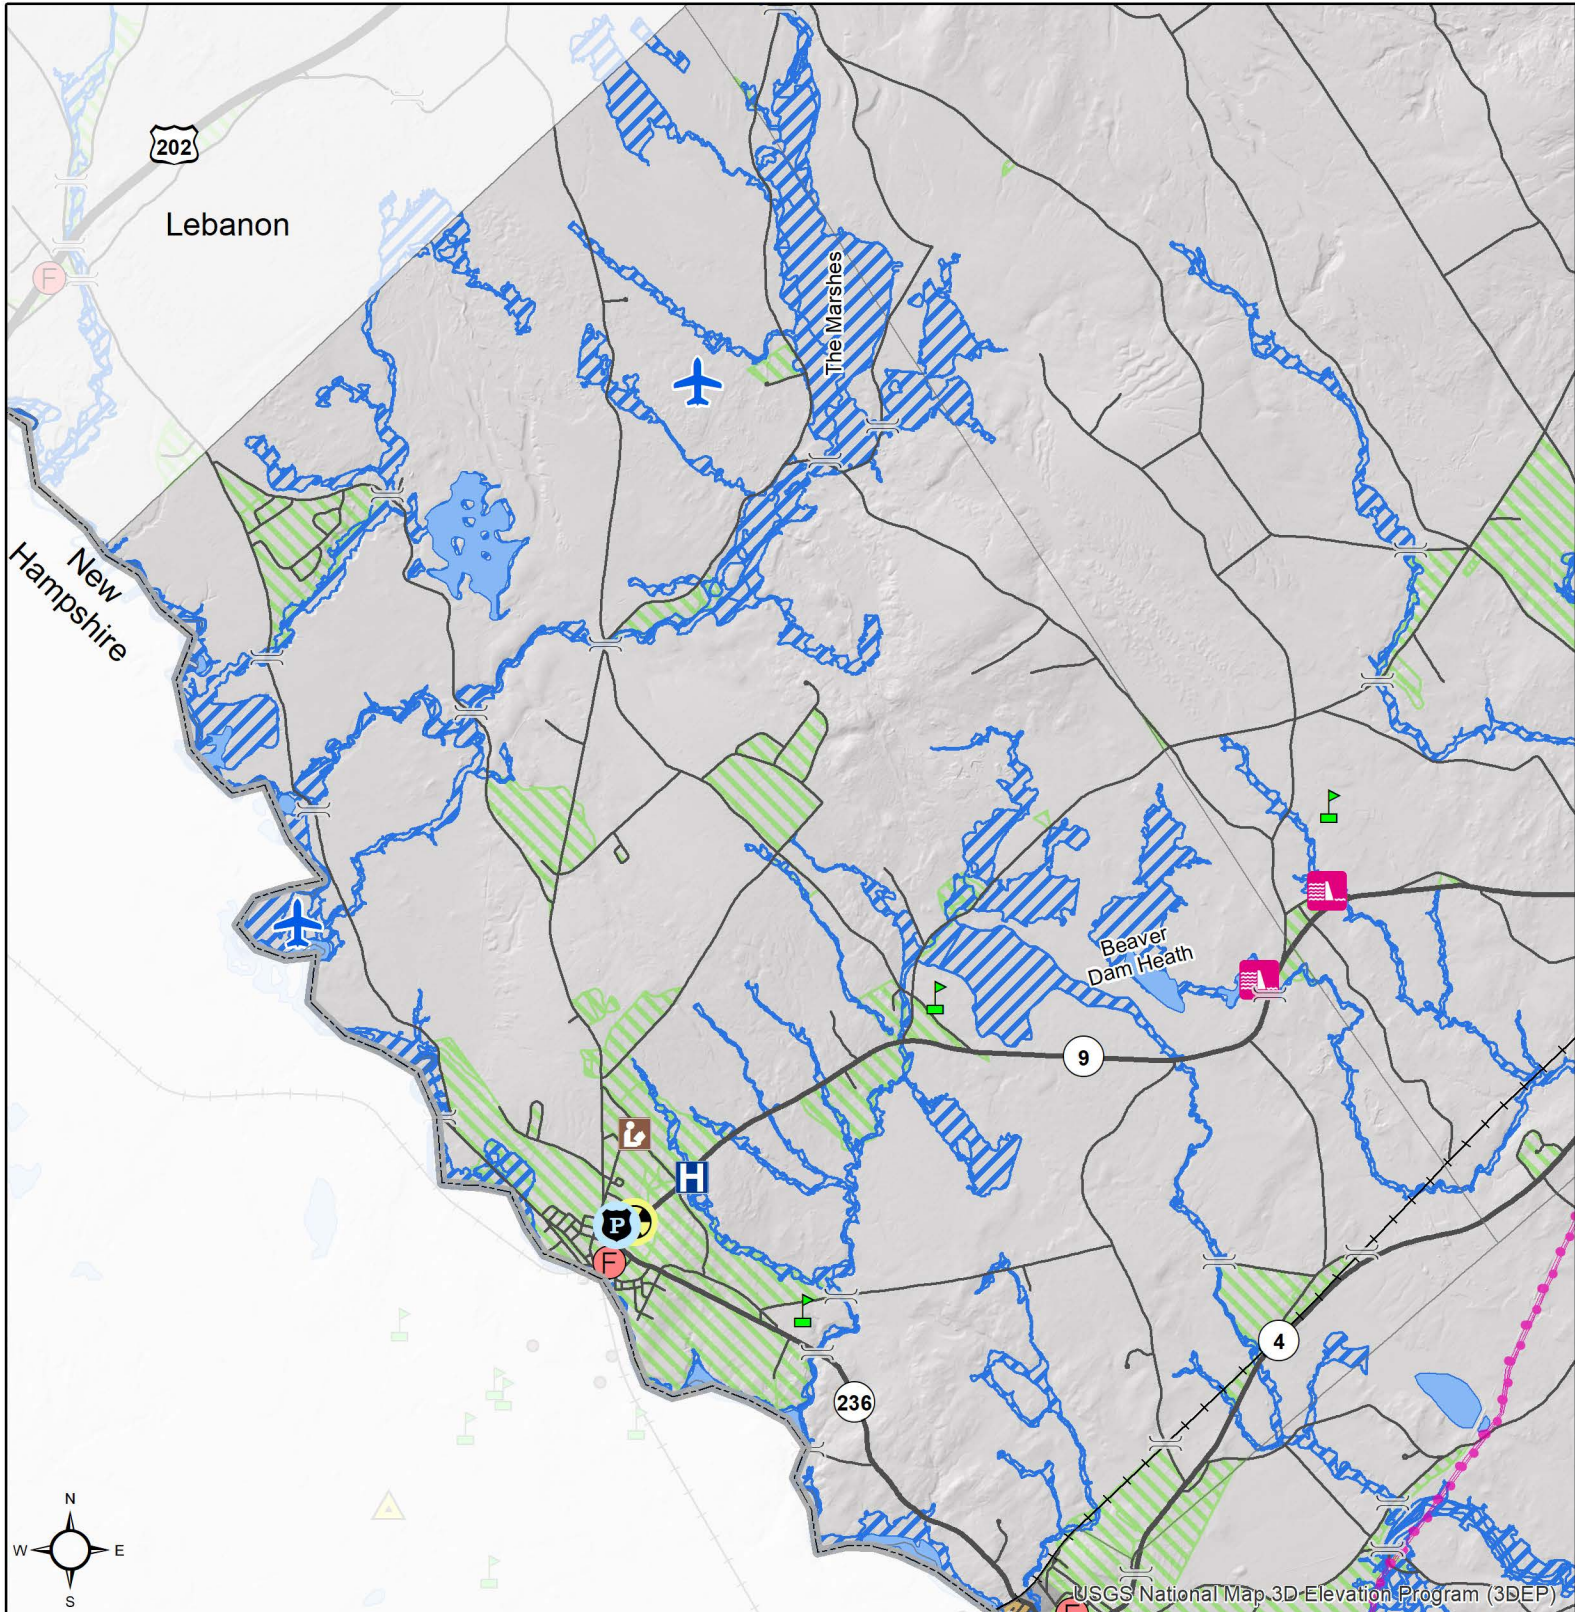 202
Lebanon
F
The Marshes
New
Hampshire
Beaver
Dam Heath
9
H
P
F
4
236
N
W E
S
F
USGS National Map 3D Elevation Program (3DEP)